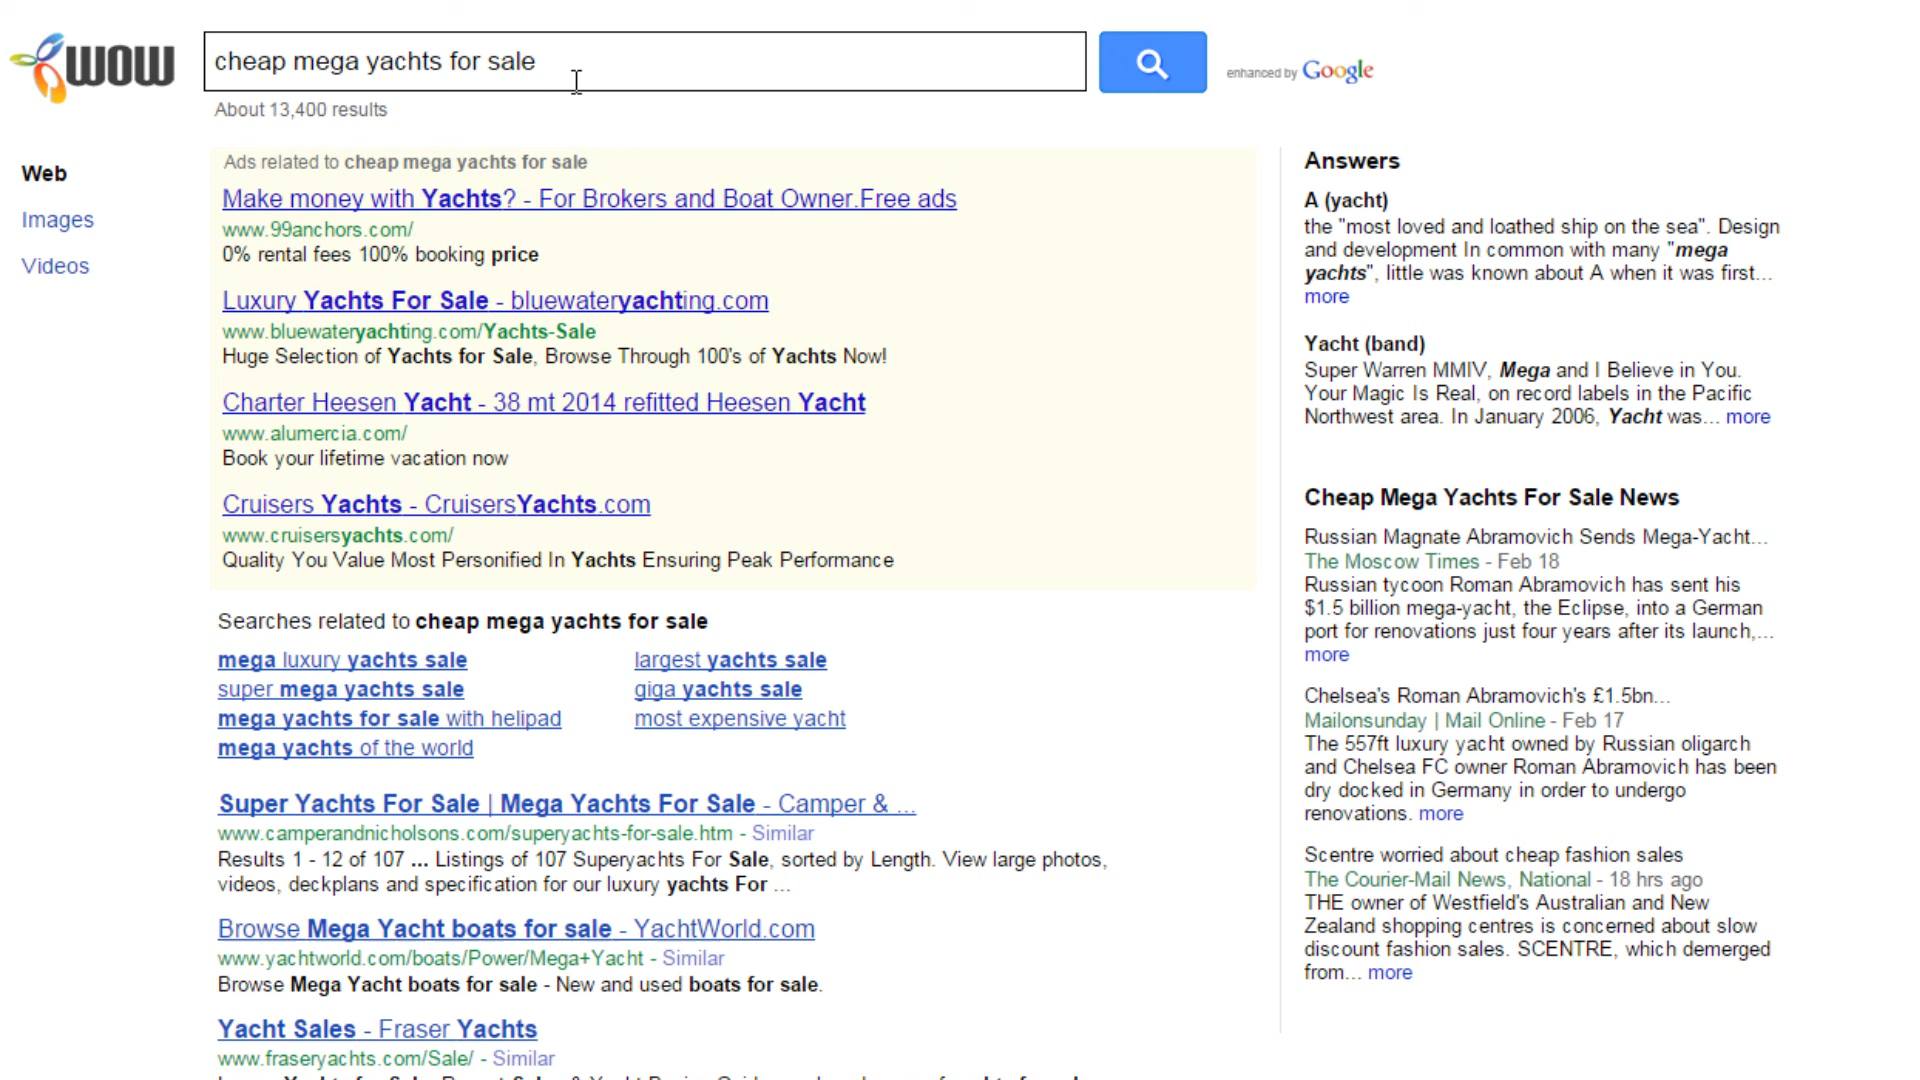 WOW
cheap mega yachts for sale
enhanced by Google
About 13,400 results
Web
Images
Videos
Ads related to cheap mega yachts for sale
Make money with Yachts? - For Brokers and Boat Owner.Free ads
www.99anchors.com/
0% rental fees 100% booking price
Luxury Yachts For Sale - bluewateryachting.com
www.bluewateryachting.com/Yachts-Sale
Huge Selection of Yachts for Sale, Browse Through 100's of Yachts Now!
Charter Heesen Yacht - 38 mt 2014 refitted Heesen Yacht
www.alumercia.com/
Book your lifetime vacation now
Cruisers Yachts - CruisersYachts.com
www.cruisersyachts.com/
Quality You Value Most Personified In Yachts Ensuring Peak Performance
Searches related to cheap mega yachts for sale
mega luxury yachts sale
super mega yachts sale
mega yachts for sale with helipad
mega yachts of the world
largest yachts sale
giga yachts sale
most expensive yacht
Super Yachts For Sale | Mega Yachts For Sale - Camper & ...
www.camperandnicholsons.com/superyachts-for-sale.htm - Similar
Results 1 - 12 of 107 ... Listings of 107 Superyachts For Sale, sorted by Length. View large photos,
videos, deckplans and specification for our luxury yachts For ...
Browse Mega Yacht boats for sale - YachtWorld.com
www.yachtworld.com/boats/Power/Mega+Yacht - Similar
Browse Mega Yacht boats for sale - New and used boats for sale.
Yacht Sales - Fraser Yachts
www.fraseryachts.com/Sale/ - Similar
Answers
A (yacht)
the "most loved and loathed ship on the sea". Design
and development In common with many "mega
yachts", little was known about A when it was first...
more
Yacht (band)
Super Warren MMIV, Mega and I Believe in You.
Your Magic Is Real, on record labels in the Pacific
Northwest area. In January 2006, Yacht was... more
Cheap Mega Yachts For Sale News
Russian Magnate Abramovich Sends Mega-Yacht...
The Moscow Times - Feb 18
Russian tycoon Roman Abramovich has sent his
$1.5 billion mega-yacht, the Eclipse, into a German
port for renovations just four years after its launch,...
more
Chelsea's Roman Abramovich's £1.5bn...
Mailonsunday | Mail Online - Feb 17
The 557ft luxury yacht owned by Russian oligarch
and Chelsea FC owner Roman Abramovich has been
dry docked in Germany in order to undergo
renovations. more
Scentre worried about cheap fashion sales
The Courier-Mail News, National - 18 hrs ago
THE owner of Westfield's Australian and New
Zealand shopping centres is concerned about slow
discount fashion sales. SCENTRE, which demerged
from... more